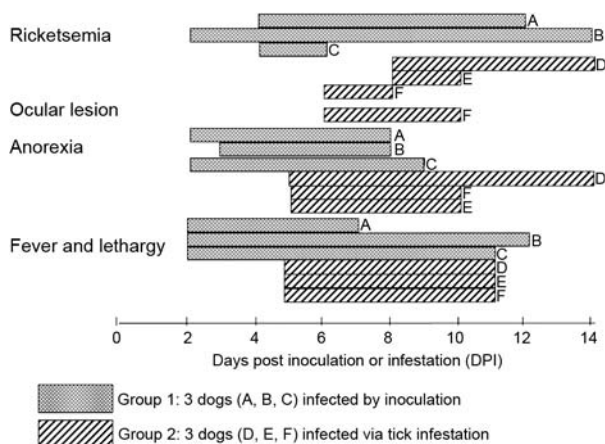 Ricketsemia
A
B
C
D
E
F
Ocular lesion
F
Anorexia
A
B
C
D
F
E
Fever and lethargy
A
B
C
D
E
F
0 2 4 6 8 10 12 14
Days post inoculation or infestation (DPI)
Group 1: 3 dogs (A, B, C) infected by inoculation
Group 2: 3 dogs (D, E, F) infected via tick infestation